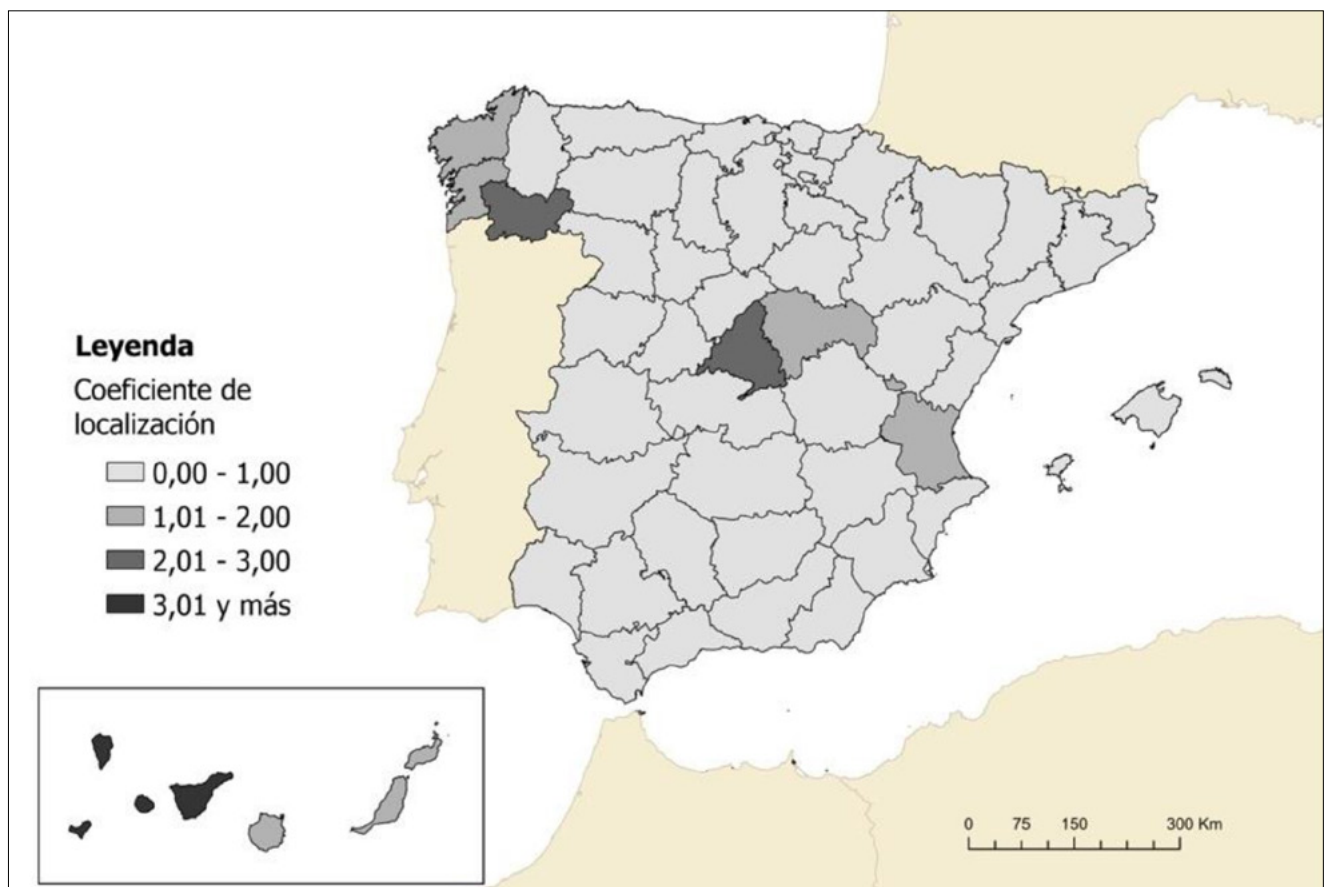 Leyenda
Coeficiente de
localización
0,00 - 1,00
1,01 - 2,00
2,01 - 3,00
3,01 y más
0 75 150 300 Km